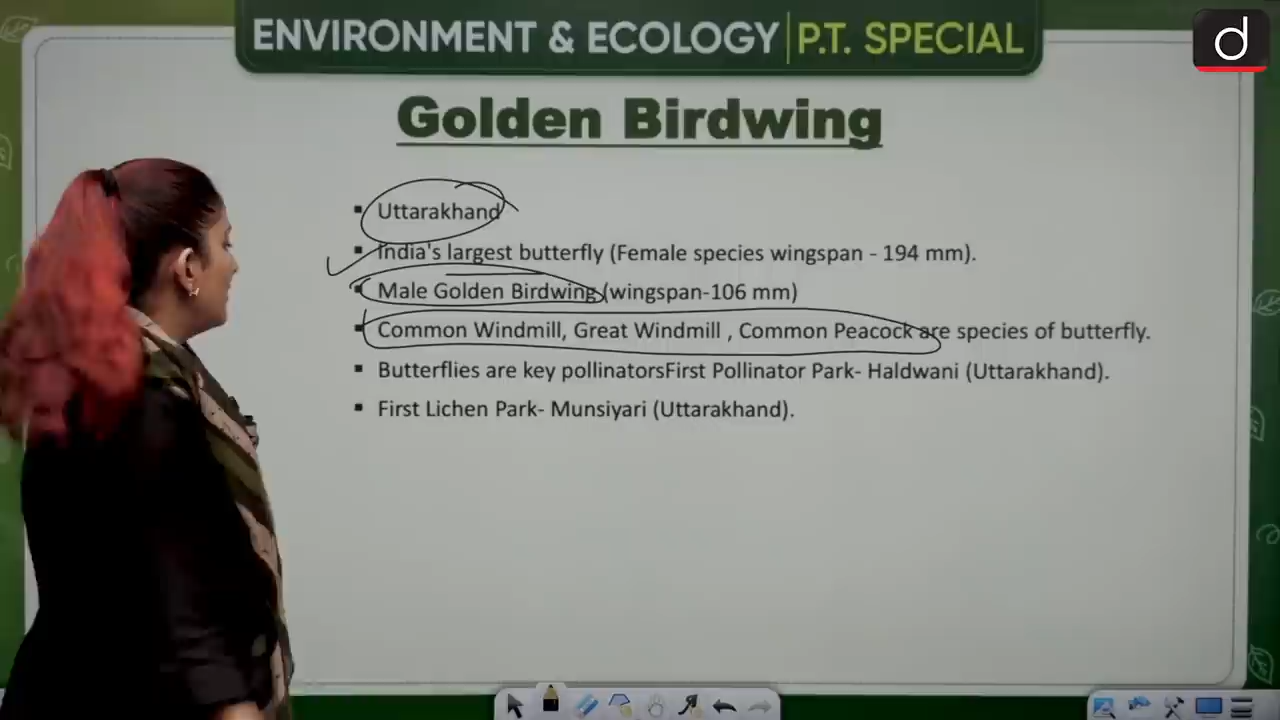 ENVIRONMENT & ECOLOGY | P.T. SPECIAL
d
Golden Birdwing
▪ Uttarakhand
▪ India's largest butterfly (Female species wingspan - 194 mm).
▪ Male Golden Birdwing (wingspan-106 mm)
▪ Common Windmill, Great Windmill , Common Peacock are species of butterfly.
▪ Butterflies are key pollinatorsFirst Pollinator Park- Haldwani (Uttarakhand).
▪ First Lichen Park- Munsiyari (Uttarakhand).